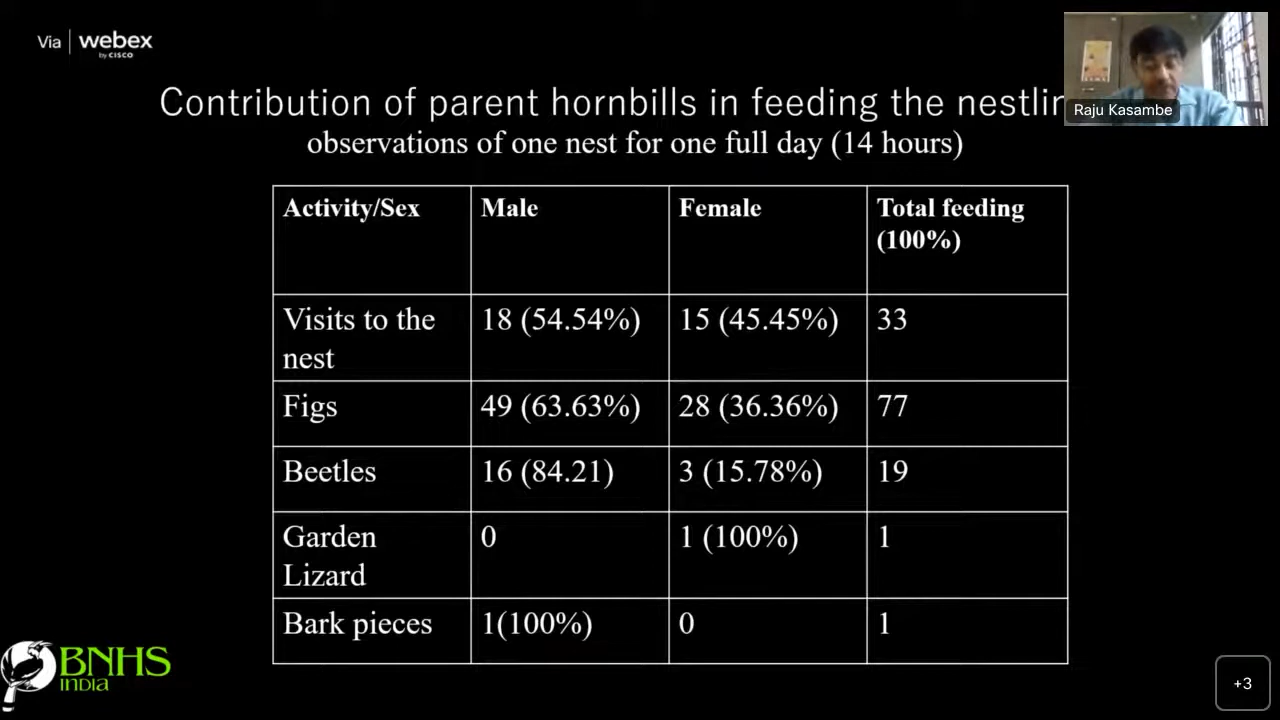 Via | webex
by CISCO
Raju Kasambe
Contribution of parent hornbills in feeding the
observations of one nest for one full day (14 hours)
Activity/Sex Male Female Total feeding
(100%)
Visits to the 18 (54.54%) 15 (45.45%) 33
nest
Figs 49 (63.63%) 28 (36.36%) 77
Beetles 16 (84.21) 3 (15.78%) 19
Garden 0 1 (100%) 1
Lizard
Bark pieces 1(100%) 0 1
BNHS
INDIA
+3